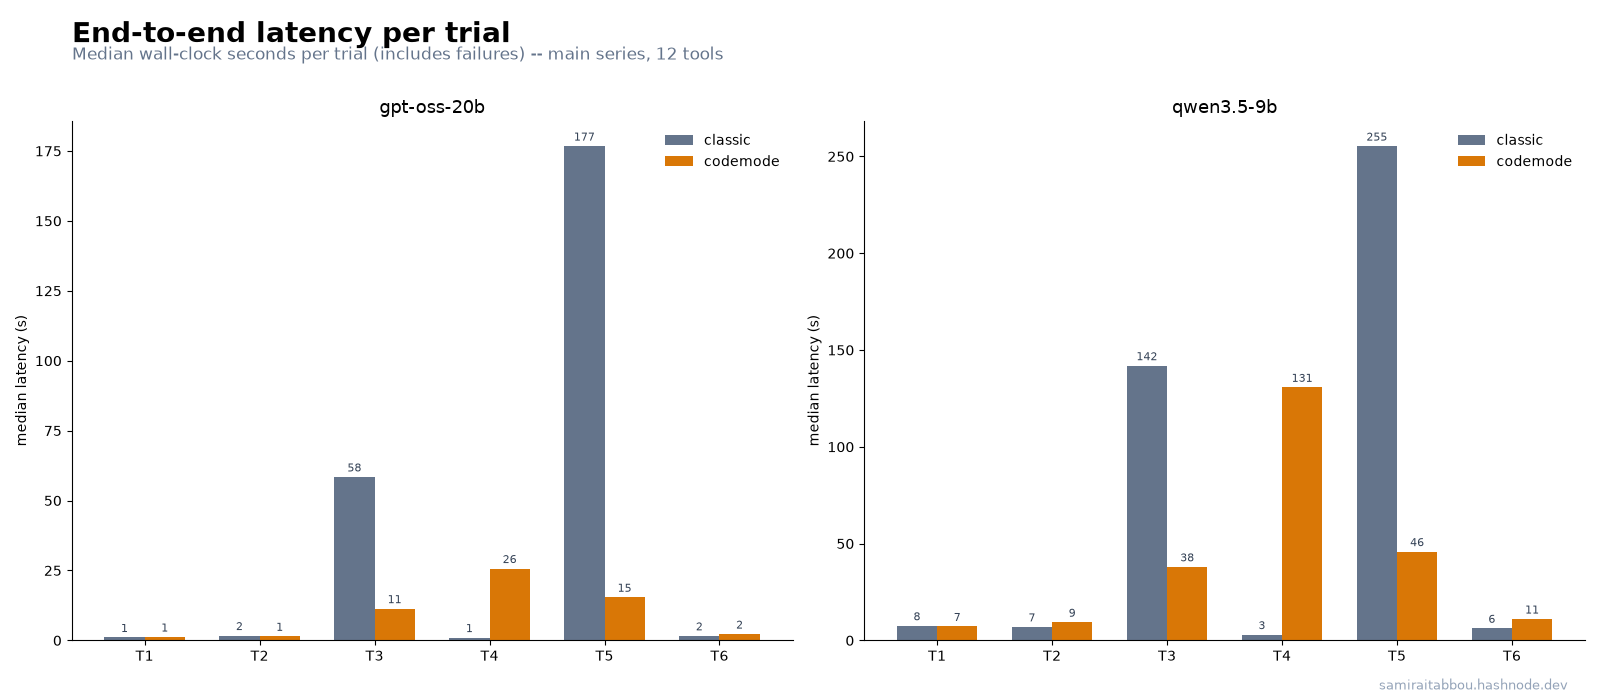 End-to-end latency per trial
Median wall-clock seconds per trial (includes failures) -- main series, 12 tools
gpt-oss-20b
classic
codemode
median latency (s)
175
150
125
100
75
50
25
0
1
1
2
1
58
11
1
26
177
15
2
2
T1
T2
T3
T4
T5
T6
qwen3.5-9b
classic
codemode
median latency (s)
250
200
150
100
50
0
8
7
7
9
142
38
3
131
255
46
6
11
T1
T2
T3
T4
T5
T6
samiraitabbou.hashnode.dev